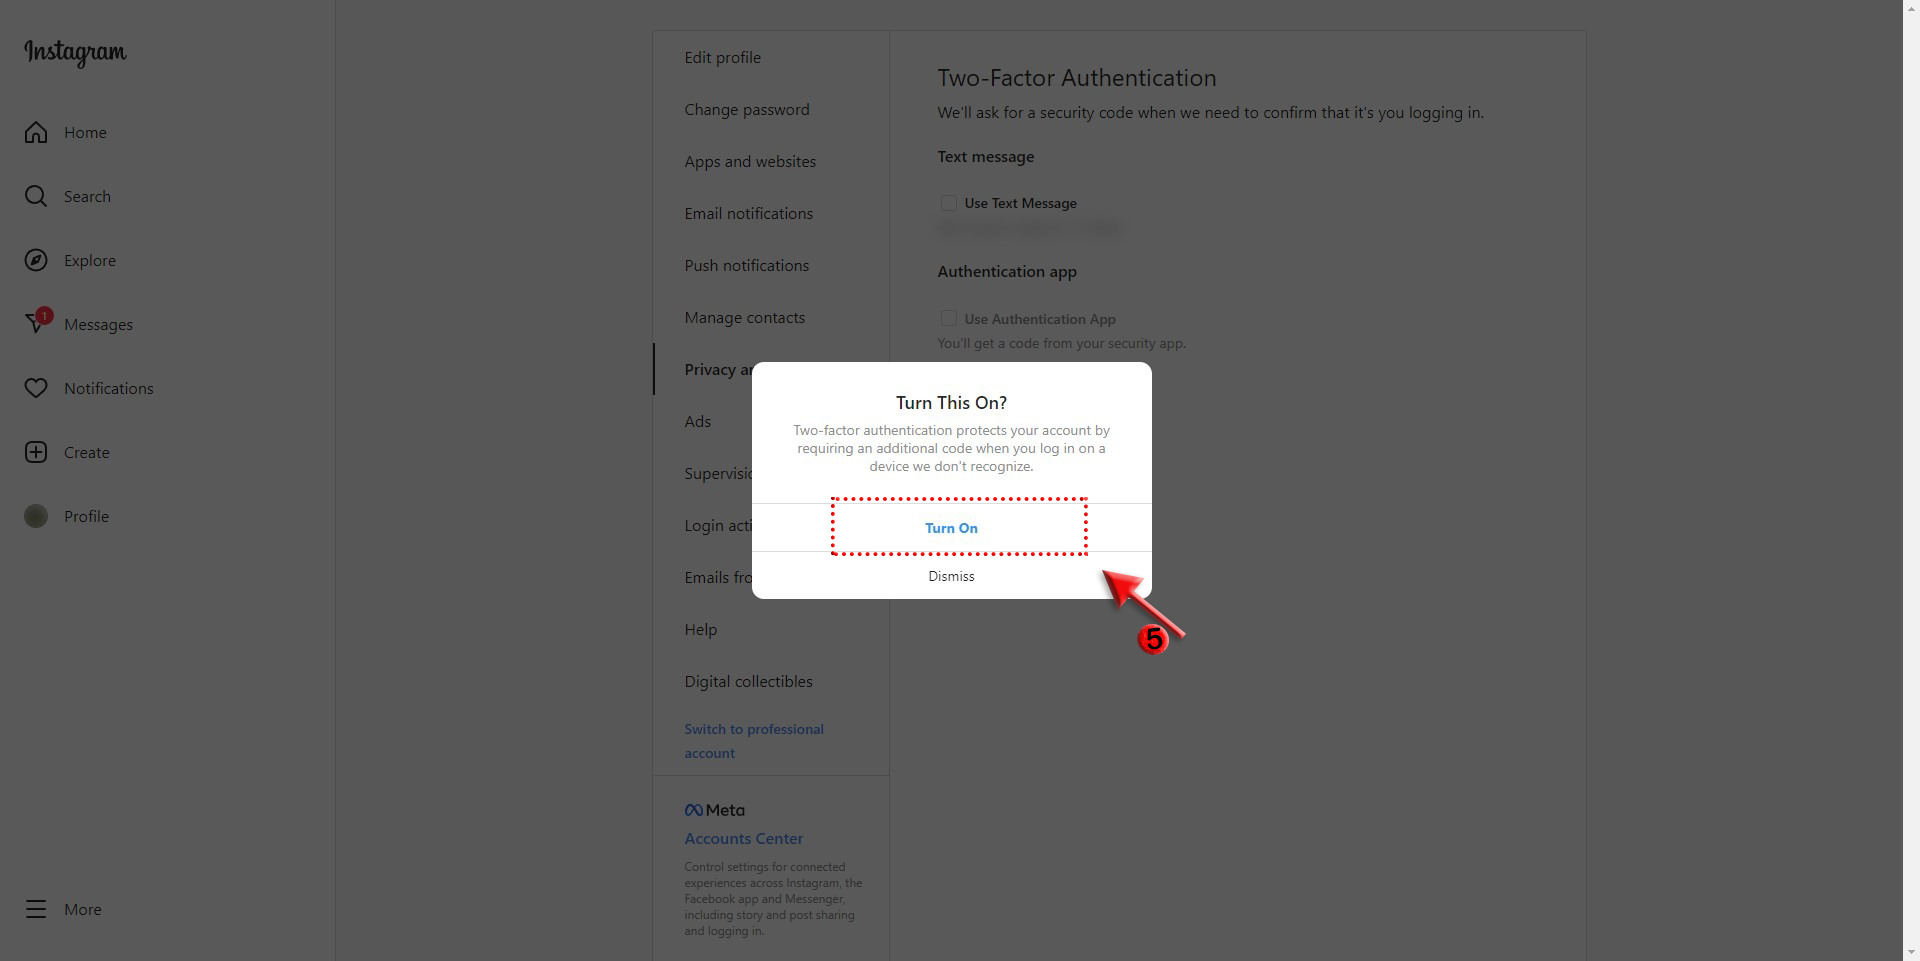 Instagram
Home
Search
Explore
1
Messages
Notifications
Create
Profile
More
Edit profile
Change password
Apps and websites
Email notifications
Push notifications
Manage contacts
Privacy
Ads
Login
Emails
Help
Digital collectibles
Switch to professional
account
Meta
Accounts Center
Control settings for connected
experiences across Instagram, the
Facebook app and Messenger,
including story and post sharing
and logging in.
Two-Factor Authentication
We'll ask for a security code when we need to confirm that it's you logging in.
Text message
Use Text Message
Authentication app
Use Authentication App
You'll get a code from your security app.
Turn This On?
Two-factor authentication protects your account by
requiring an additional code when you log in on a
device we don't recognize.
Turn On
Dismiss
5